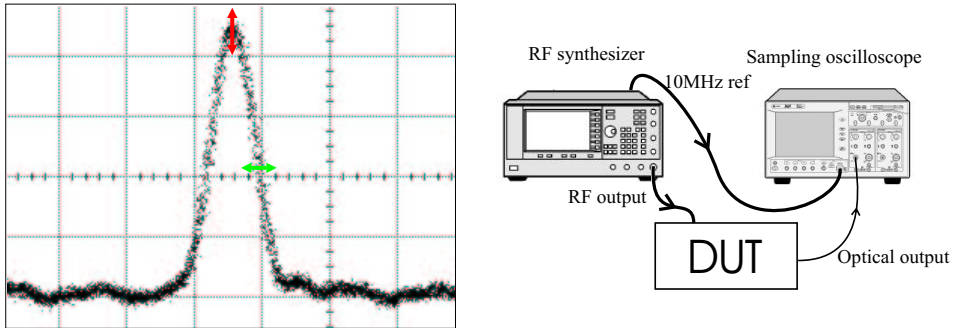 RF synthesizer
Sampling oscilloscope
10MHz ref
RF output
DUT
Optical output